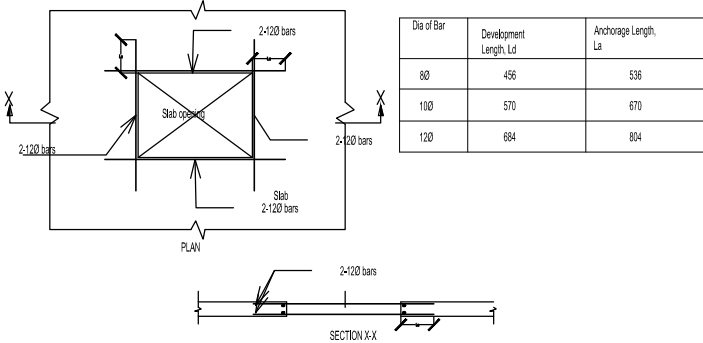 2-12Ø bars
Slab opening
X
X
2-12Ø bars
2-12Ø bars
Slab
2-12Ø bars
PLAN
2-12Ø bars
SECTION X-X
Dia of Bar Development Length, Ld Anchorage Length, La
8Ø 456 536
10Ø 570 670
12Ø 684 804